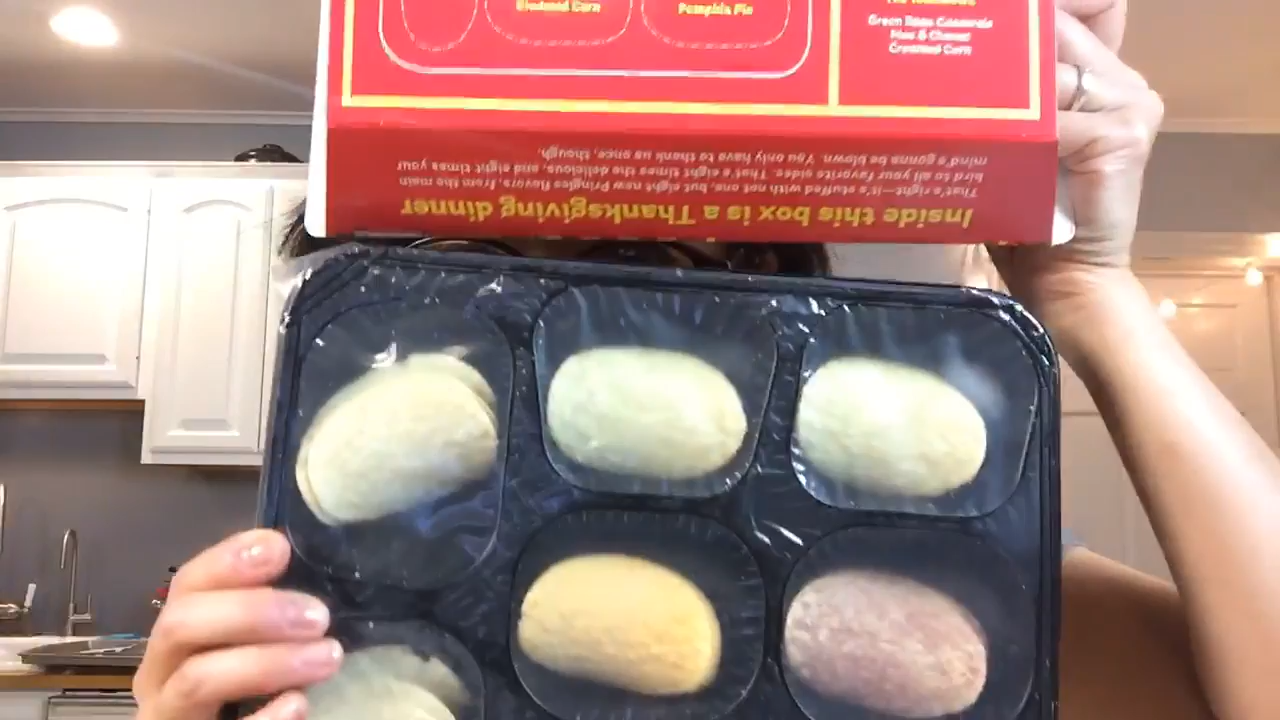 Creamed Corn
Pumpkin Pie
Green Bean Casserole
Mac & Cheese
Creamed Corn
Inside this box is a Thanksgiving dinner
That's right—it's stuffed with not one, but eight new Pringles flavors, from the main
bird to all your favorite sides. That's eight times the delicious, and eight times your
mind's gonna be blown. You only have to thank us once, though.